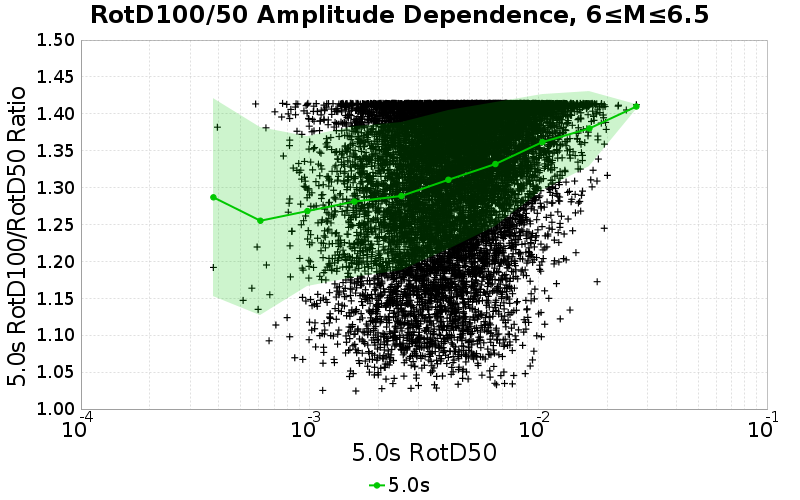 RotD100/50 Amplitude Dependence, 6≤M≤6.5
5.0s RotD100/RotD50 Ratio
1.50
1.45
1.40
1.35
1.30
1.25
1.20
1.15
1.10
1.05
1.00
10-4 10-3 10-2 10-1
5.0s RotD50
5.0s